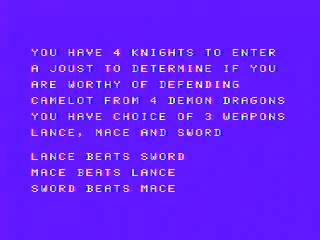 YOU HAVE 4 KNIGHTS TO ENTER
A JOUST TO DETERMINE IF YOU
ARE WORTHY OF DEFENDING
CAMELOT FROM 4 DEMON DRAGONS
YOU HAVE CHOICE OF 3 WEAPONS
LANCE, MACE AND SWORD
LANCE BEATS SWORD
MACE BEATS LANCE
SWORD BEATS MACE